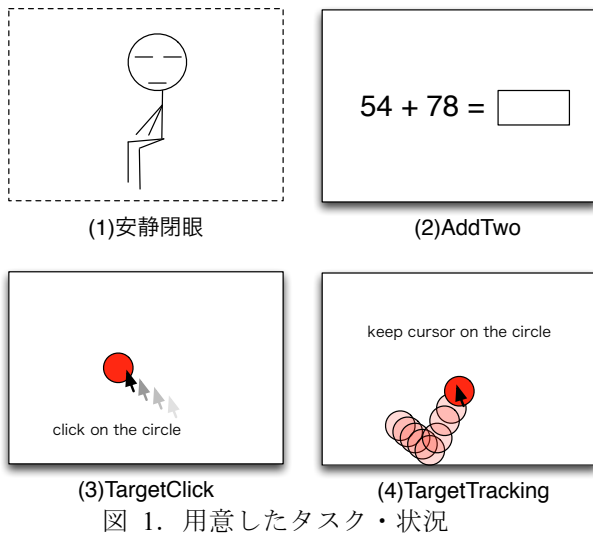 54 + 78 =
(1)安静閉眼
(2)AddTwo
click on the circle
keep cursor on the circle
(3)TargetClick
(4)TargetTracking
図 1. 用意したタスク・状況